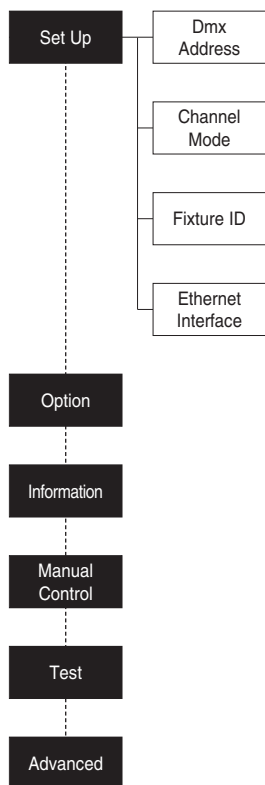 Set Up
Dmx
Address
Channel
Mode
Fixture ID
Ethernet
Interface
Option
Information
Manual
Control
Test
Advanced